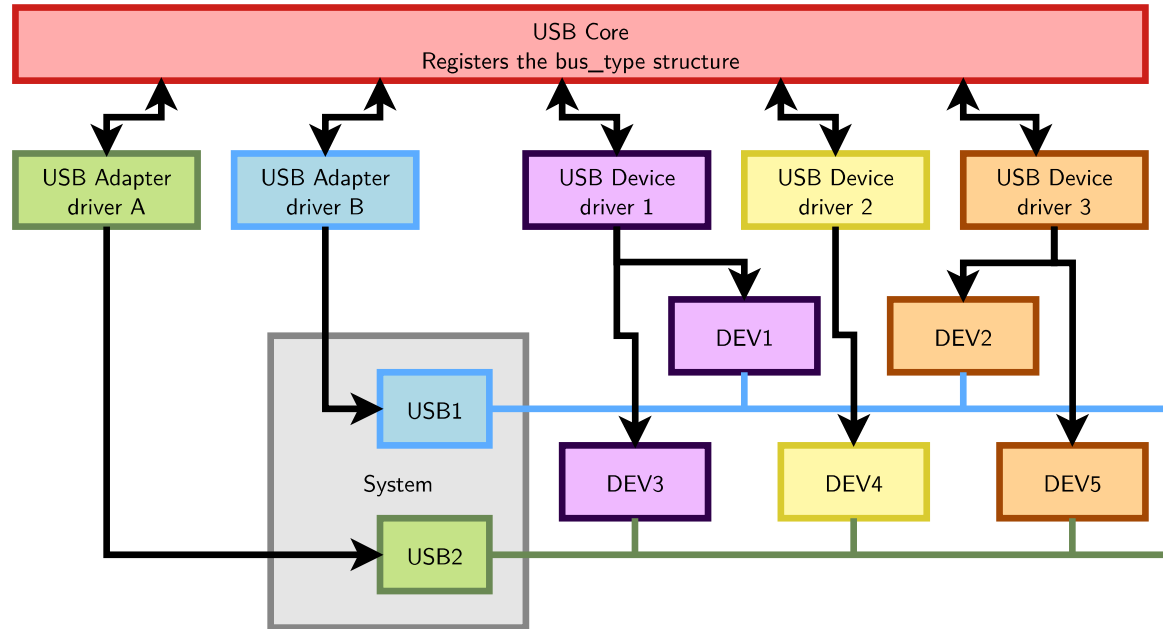 USB Core
Registers the bus_type structure
USB Adapter
driver A
USB Adapter
driver B
USB Device
driver 1
USB Device
driver 2
USB Device
driver 3
DEV1
DEV2
USB1
System
DEV3
DEV4
DEV5
USB2